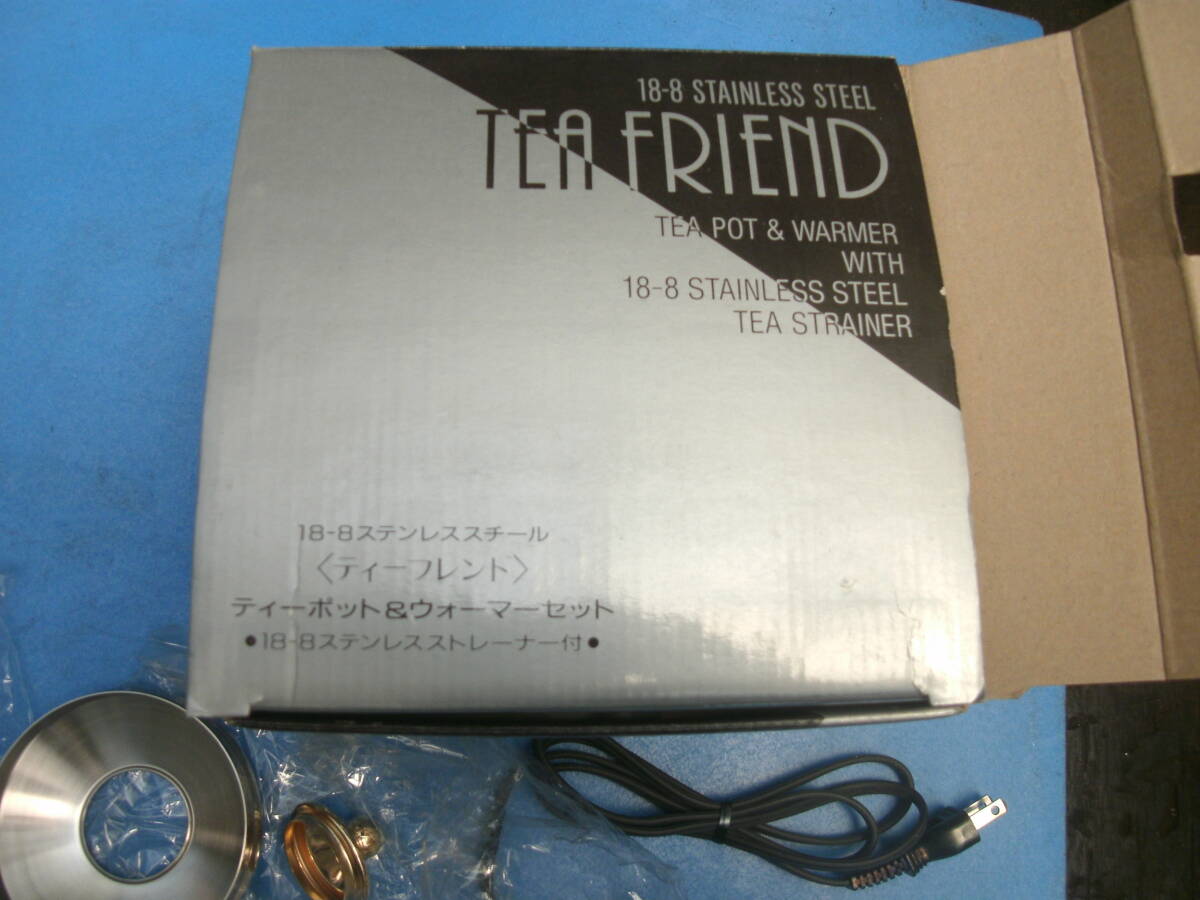 18-8 STAINLESS STEEL
TEA FRIEND
TEA POT & WARMER
WITH
18-8 STAINLESS STEEL
TEA STRAINER
18-8ステンレススチール
〈ティーフレンド〉
ティーポット&ウォーマーセット
●18-8ステンレスストレーナー付●